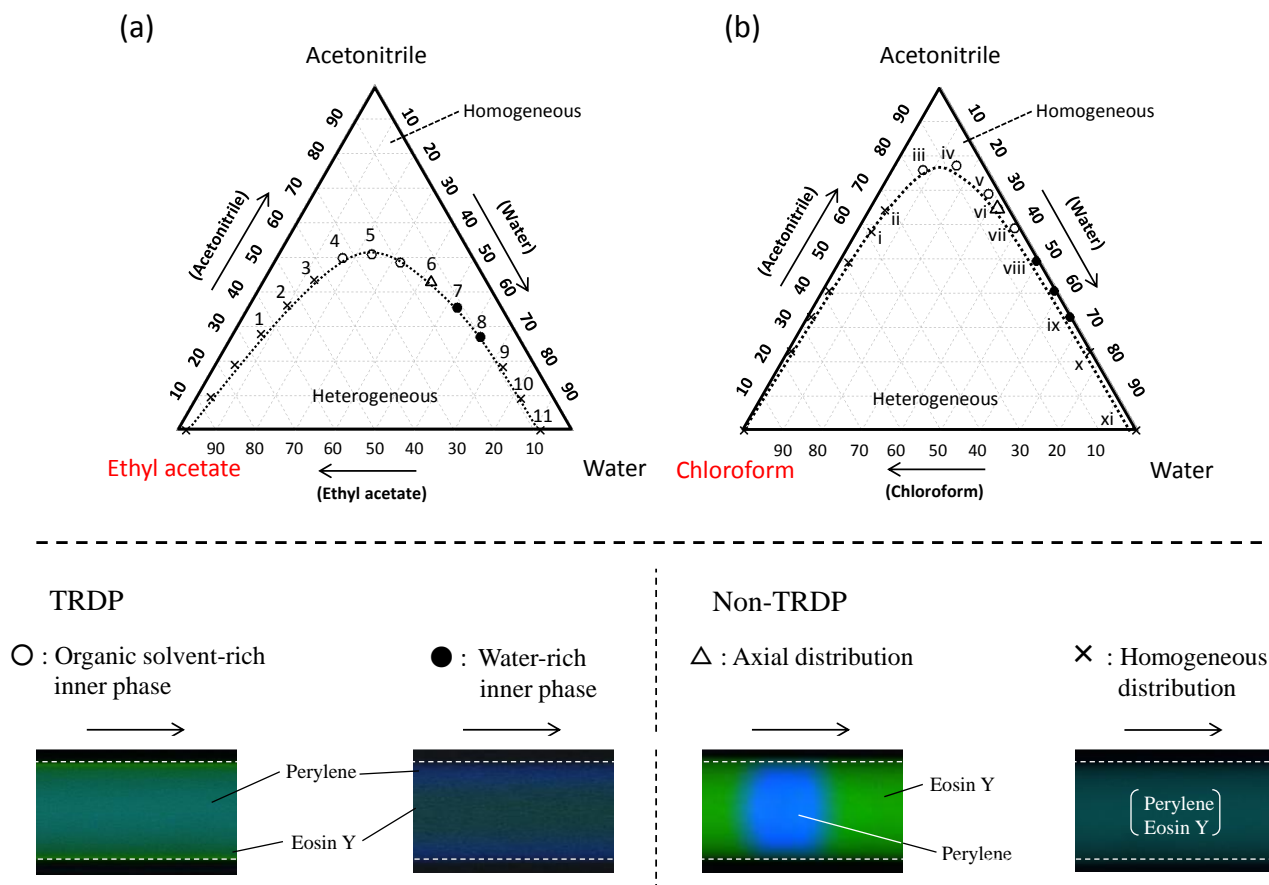 (a)
Acetonitrile
Homogeneous
(Acetonitrile)
(Water)
10
20
30
40
50
60
70
80
90
10
20
30
40
50
60
70
80
90
1
2
3
4
5
6
7
8
9
10
11
Heterogeneous
90
80
70
60
50
40
30
20
10
Ethyl acetate
Water
(Ethyl acetate)
(b)
Acetonitrile
Homogeneous
(Acetonitrile)
(Water)
10
20
30
40
50
60
70
80
90
10
20
30
40
50
60
70
80
90
i
ii
iii
iv
v
vi
vii
viii
ix
x
xi
Heterogeneous
90
80
70
60
50
40
30
20
10
Chloroform
Water
(Chloroform)
TRDP
○ : Organic solvent-rich
inner phase
● : Water-rich
inner phase
Perylene
Eosin Y
Non-TRDP
△ : Axial distribution
× : Homogeneous
distribution
Eosin Y
Perylene
Perylene
Eosin Y